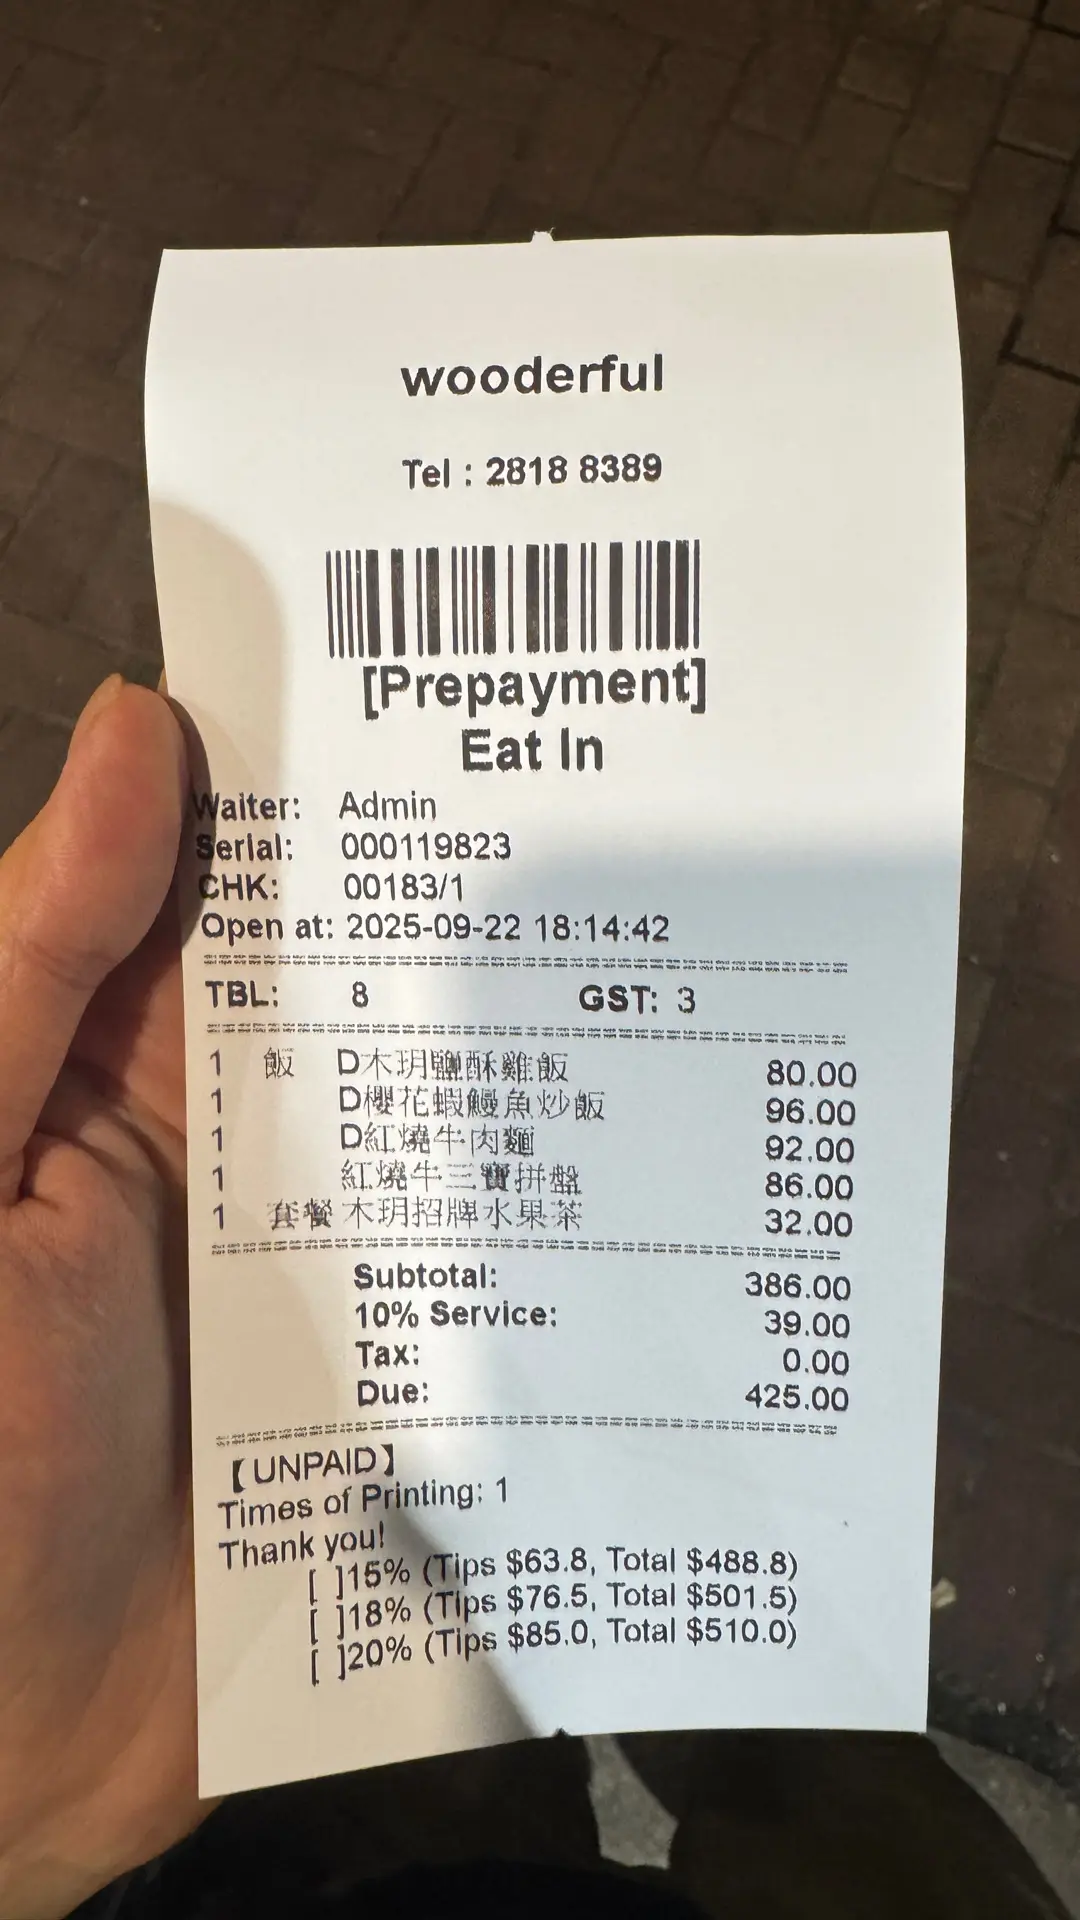 wooderful
Tel : 2818 8389
[Prepayment]
Eat In
Waiter: Admin
Serial: 000119823
CHK: 00183/1
Open at: 2025-09-22 18:14:42
TBL: 8 GST: 3
1 飯 D木玥鹽酥雞飯 80.00
1 D櫻花蝦鰻魚炒飯 96.00
1 D紅燒牛肉麵 92.00
1 紅燒牛三寶拼盤 86.00
1 套餐 木玥招牌水果茶 32.00
Subtotal: 386.00
10% Service: 39.00
Tax: 0.00
Due: 425.00
【UNPAID】
Times of Printing: 1
Thank you!
[ ]15% (Tips $63.8, Total $488.8)
[ ]18% (Tips $76.5, Total $501.5)
[ ]20% (Tips $85.0, Total $510.0)